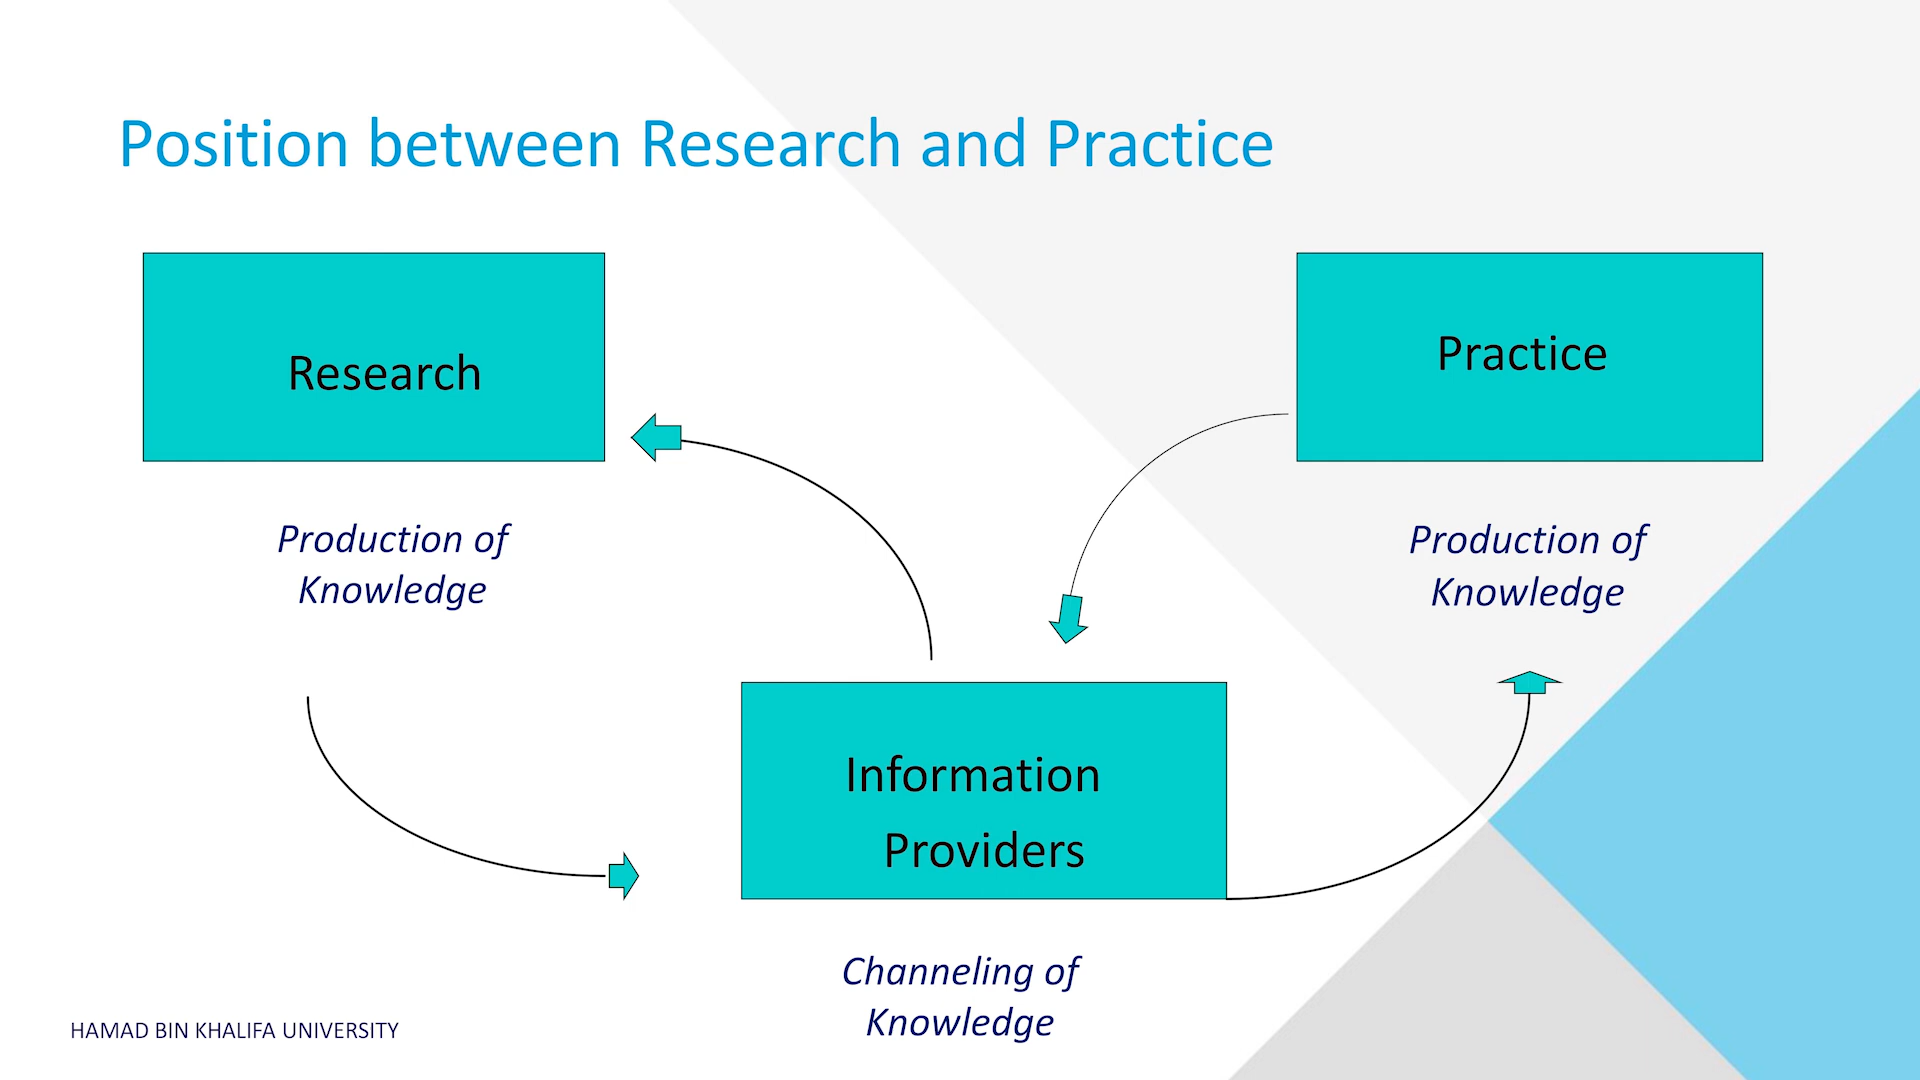 Position between Research and Practice
Research
Practice
Production of
Knowledge
Production of
Knowledge
Information
Providers
Channeling of
Knowledge
HAMAD BIN KHALIFA UNIVERSITY